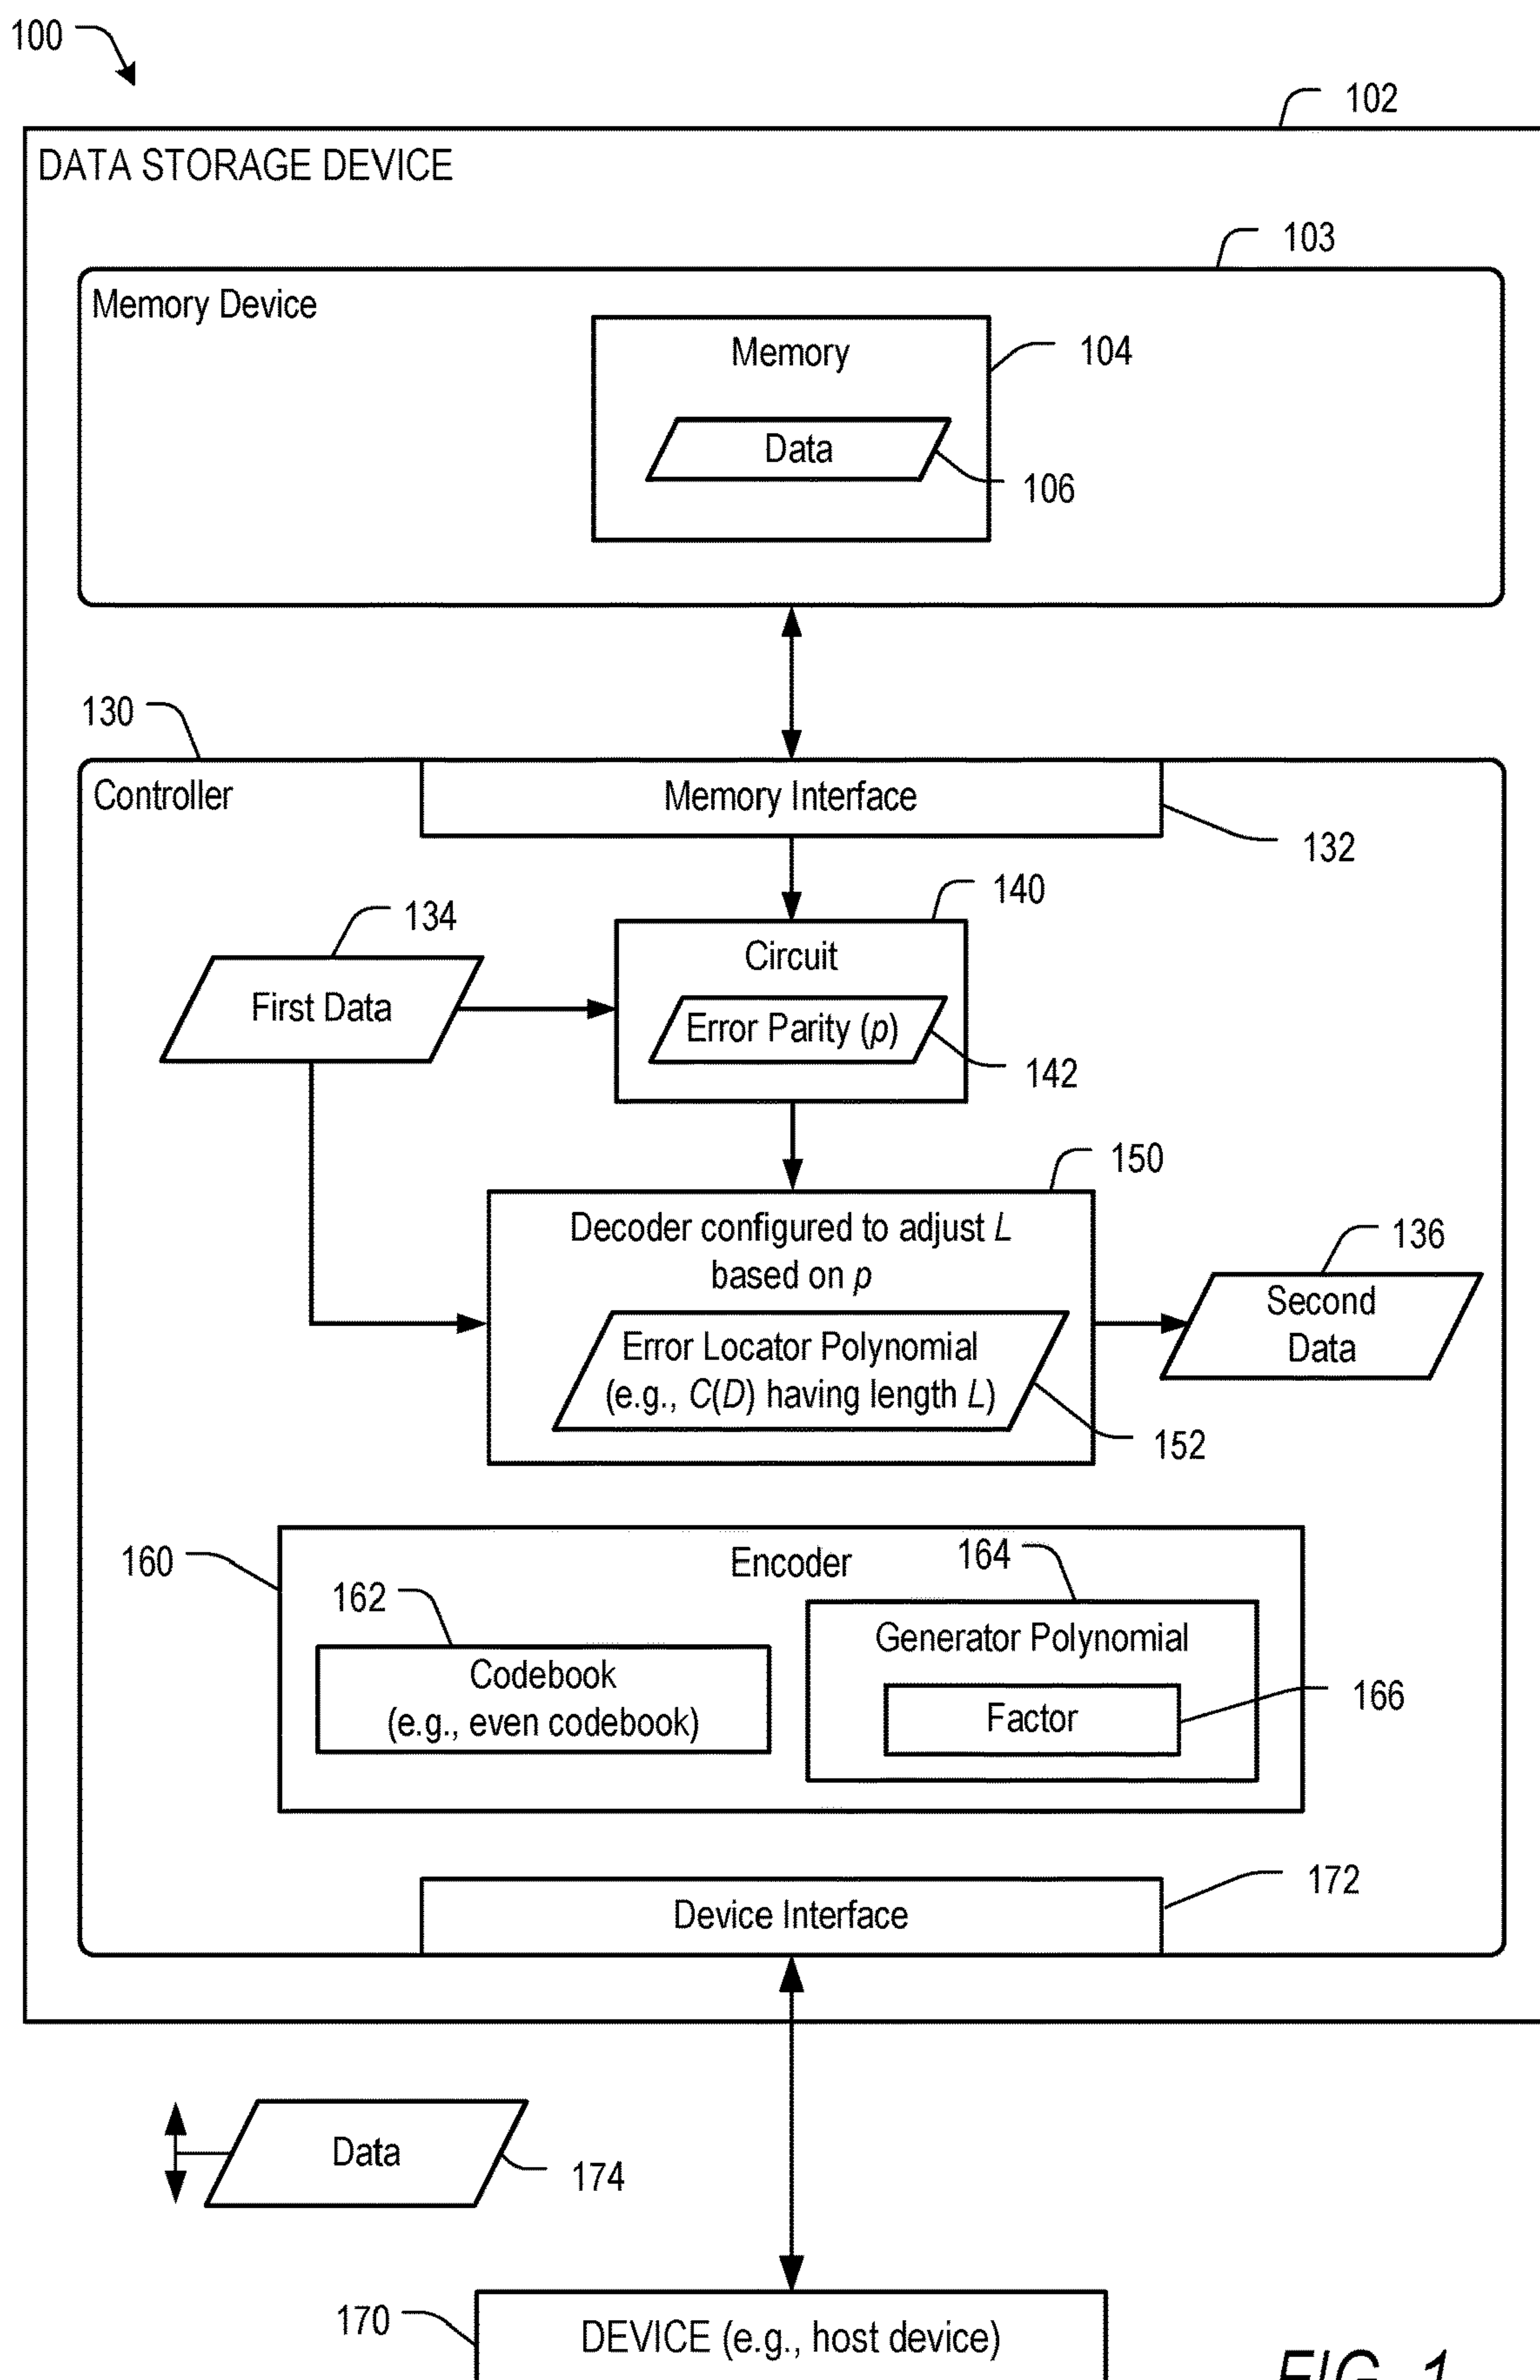 100
102
DATA STORAGE DEVICE
103
Memory Device
Memory
104
Data
106
130
Controller
Memory Interface
132
140
134
Circuit
First Data
Error Parity (p)
142
150
Decoder configured to adjust L
based on p
136
Second
Data
Error Locator Polynomial
(e.g., C(D) having length L)
152
160
Encoder
164
162
Generator Polynomial
Codebook
(e.g., even codebook)
Factor
166
172
Device Interface
Data
174
170
DEVICE (e.g., host device)
FIG. 1